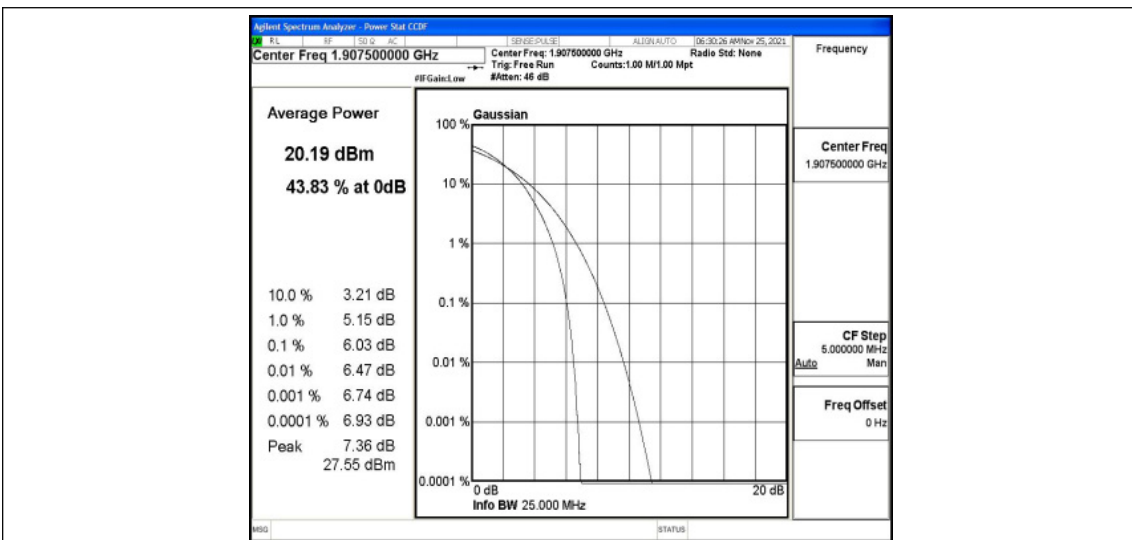 Agilent Spectrum Analyzer - Power Stat CCDF
RL RF 50 Ω AC SENSE:PULSE ALIGN AUTO 06:30:26 AM Nov 25, 2021
Center Freq 1.907500000 GHz
Center Freq: 1.907500000 GHz Radio Std: None
Trig: Free Run Counts:1.00 M/1.00 Mpt
#IFGain:Low #Atten: 46 dB
Frequency
Average Power
20.19 dBm
43.83 % at 0dB
10.0 % 3.21 dB
1.0 % 5.15 dB
0.1 % 6.03 dB
0.01 % 6.47 dB
0.001 % 6.74 dB
0.0001 % 6.93 dB
Peak 7.36 dB
27.55 dBm
Gaussian
100 %
10 %
1 %
0.1 %
0.01 %
0.001 %
0.0001 %
0 dB 20 dB
Info BW 25.000 MHz
Center Freq
1.907500000 GHz
CF Step
5.000000 MHz
Auto Man
Freq Offset
0 Hz
MSG STATUS